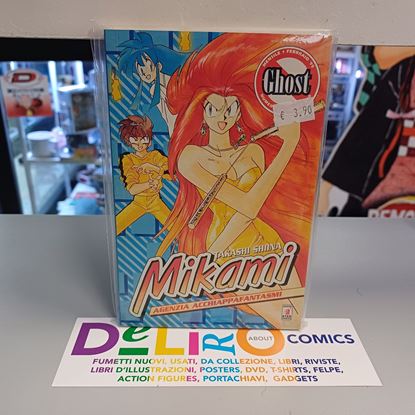 Ghost
€ 3.90
TAKASHI SHIINA
Mikami
AGENZIA ACCHIAPPAFANTASMI
DeLiRO ABOUT COMICS
FUMETTI NUOVI, USATI, DA COLLEZIONE, LIBRI, RIVISTE,
LIBRI D'ILLUSTRAZIONI, POSTERS, DVD, T-SHIRTS, FELPE,
ACTION FIGURES, PORTACHIAVI, GADGETS